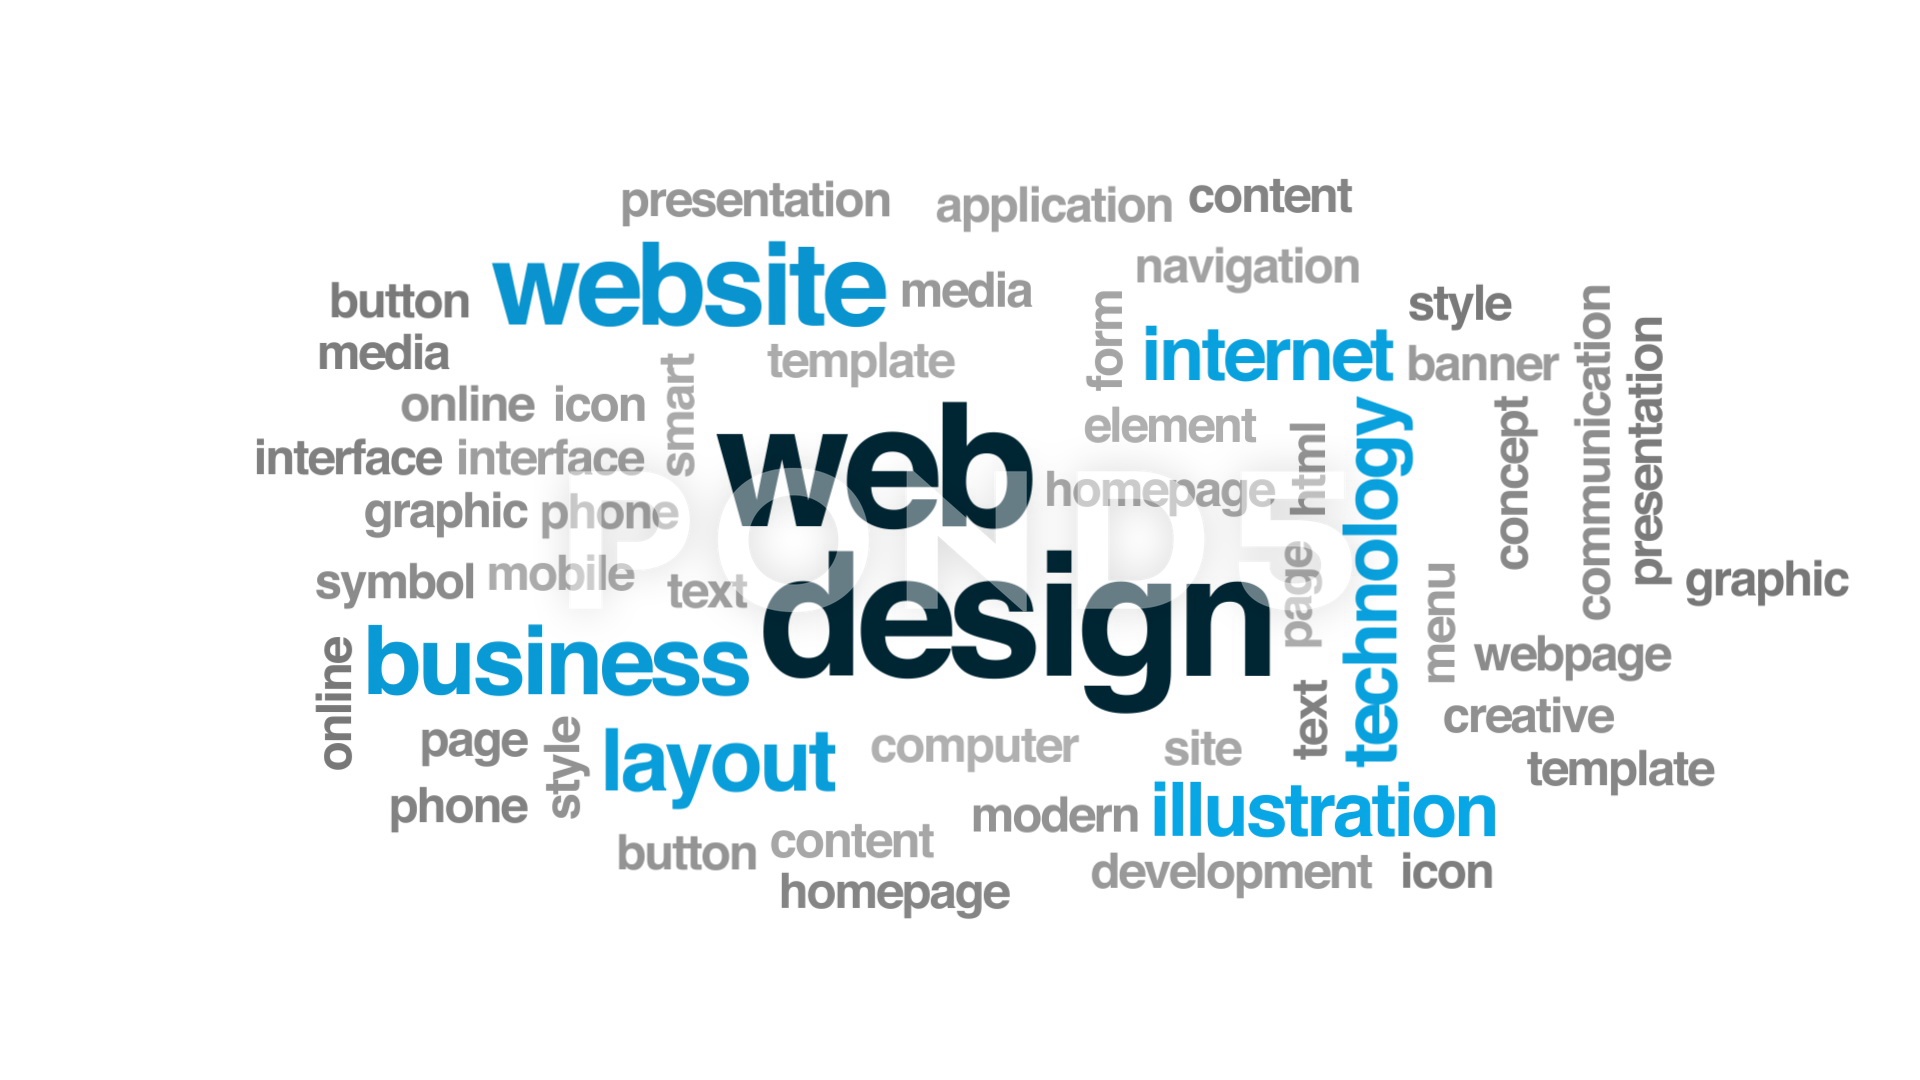 presentation
application
content
website
media
navigation
button
style
media
template
form
internet
banner
communication
presentation
online
icon
smart
element
concept
interface
interface
web
homepage
html
technology
graphic
phone
POND5
symbol
mobile
text
design
page
menu
graphic
online
business
webpage
page
style
layout
computer
site
text
creative
template
phone
modern
illustration
button
content
development
icon
homepage